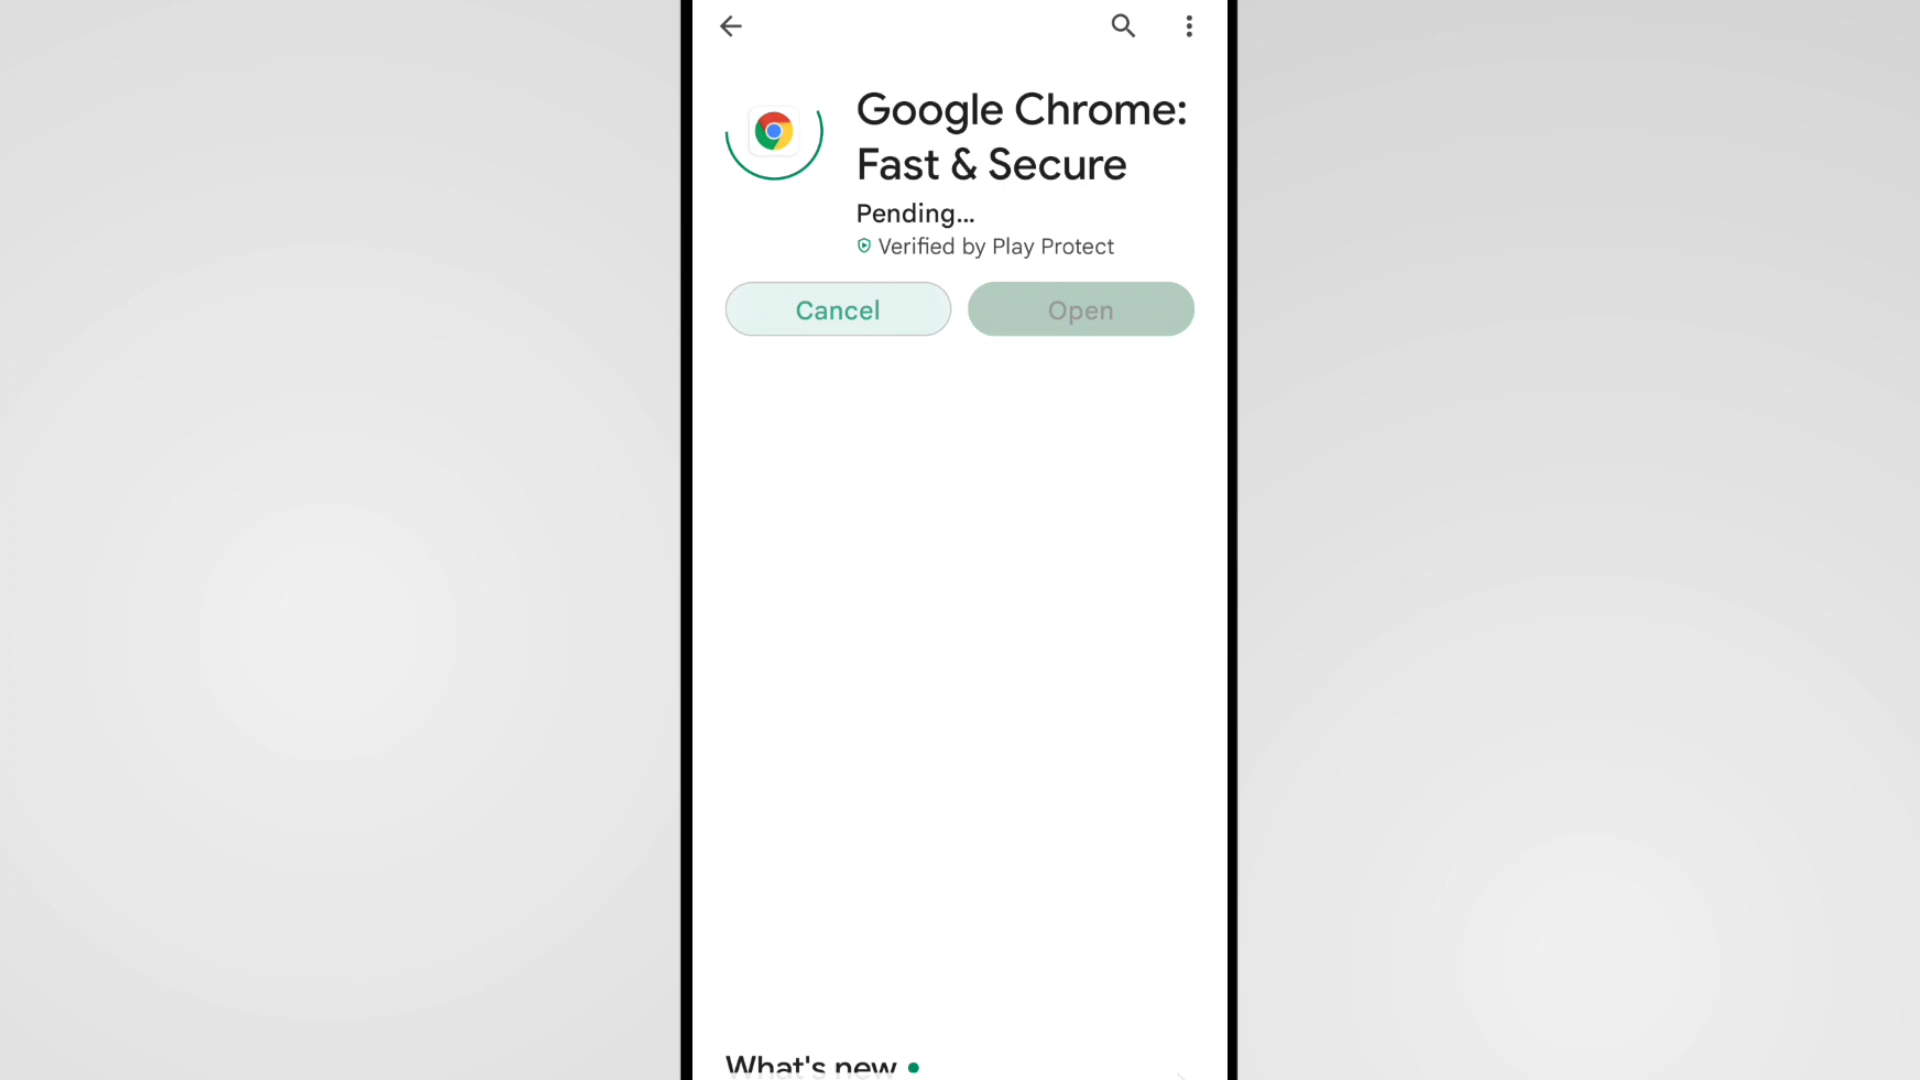 Google Chrome:
Fast & Secure
Pending...
Verified by Play Protect
Cancel
Open
What's new